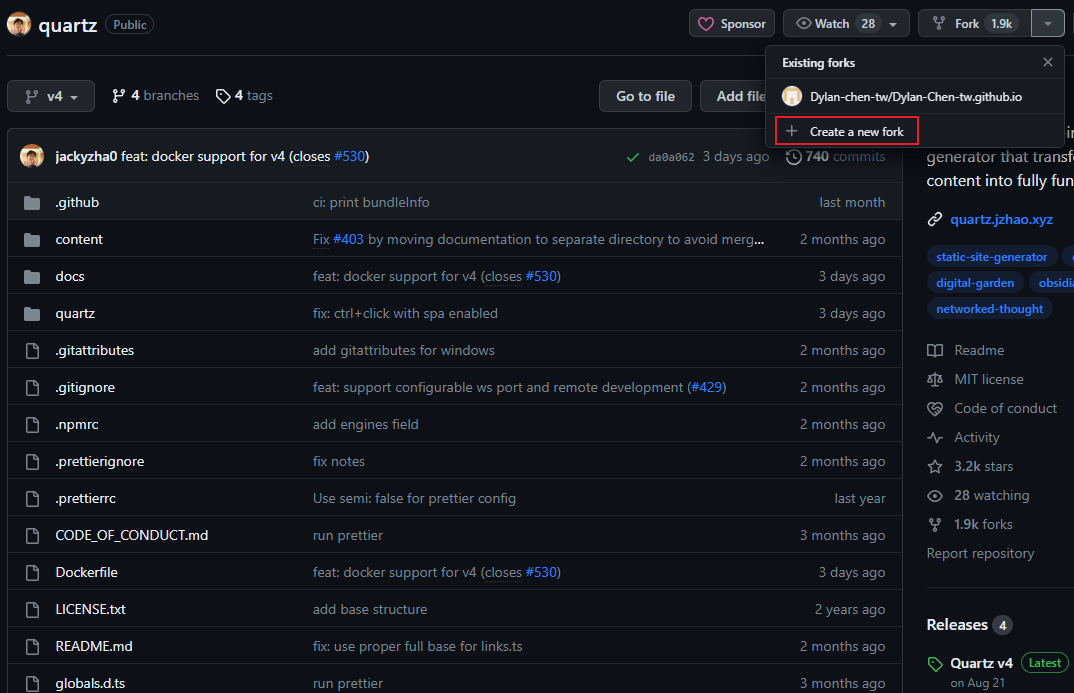 quartz Public Sponsor Watch 28 Fork 1.9k
Existing forks
Dylan-chen-tw/Dylan-Chen-tw.github.io
Create a new fork
v4 4 branches 4 tags Go to file Add file
jackyzha0 feat: docker support for v4 (closes #530) da0a062 3 days ago 740 commits
.github ci: print bundleInfo last month
content Fix #403 by moving documentation to separate directory to avoid merg... 2 months ago
docs feat: docker support for v4 (closes #530) 3 days ago
quartz fix: ctrl+click with spa enabled 3 days ago
.gitattributes add gitattributes for windows 2 months ago
.gitignore feat: support configurable ws port and remote development (#429) 2 months ago
.npmrc add engines field 2 months ago
.prettierignore fix notes 2 months ago
.prettierrc Use semi: false for prettier config last year
CODE_OF_CONDUCT.md run prettier 3 months ago
Dockerfile feat: docker support for v4 (closes #530) 3 days ago
LICENSE.txt add base structure 2 years ago
README.md fix: use proper full base for links.ts 2 months ago
globals.d.ts run prettier 3 months ago
generator that transf
content into fully fun
quartz.jzhao.xyz
static-site-generator
digital-garden obsidia
networked-thought
Readme
MIT license
Code of conduct
Activity
3.2k stars
28 watching
1.9k forks
Report repository
Releases 4
Quartz v4 Latest
on Aug 21